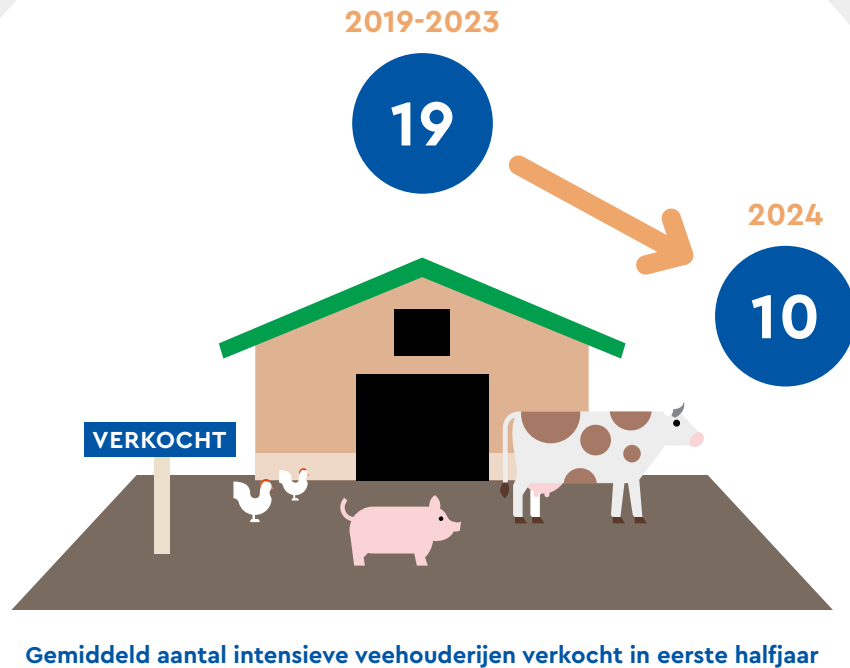 2019-2023
19
2024
10
VERKOCHT
Gemiddeld aantal intensieve veehouderijen verkocht in eerste halfjaar